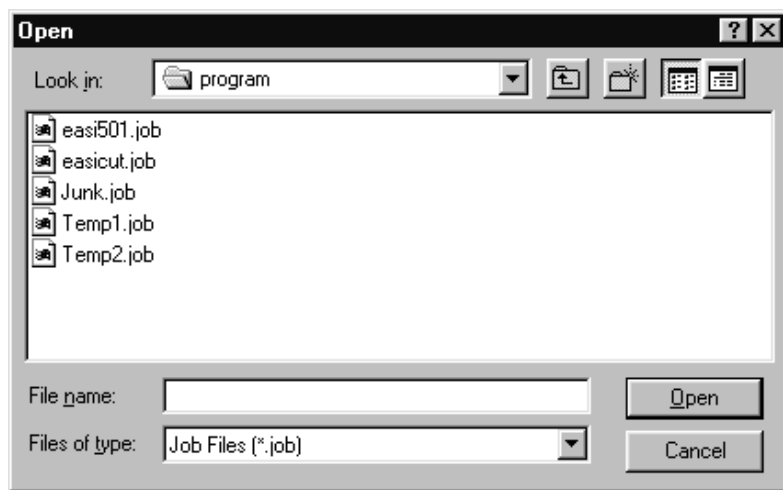 Open
Look in: program
easi501.job
easicut.job
Junk.job
Temp1.job
Temp2.job
File name: Open
Files of type: Job Files (*.job) Cancel